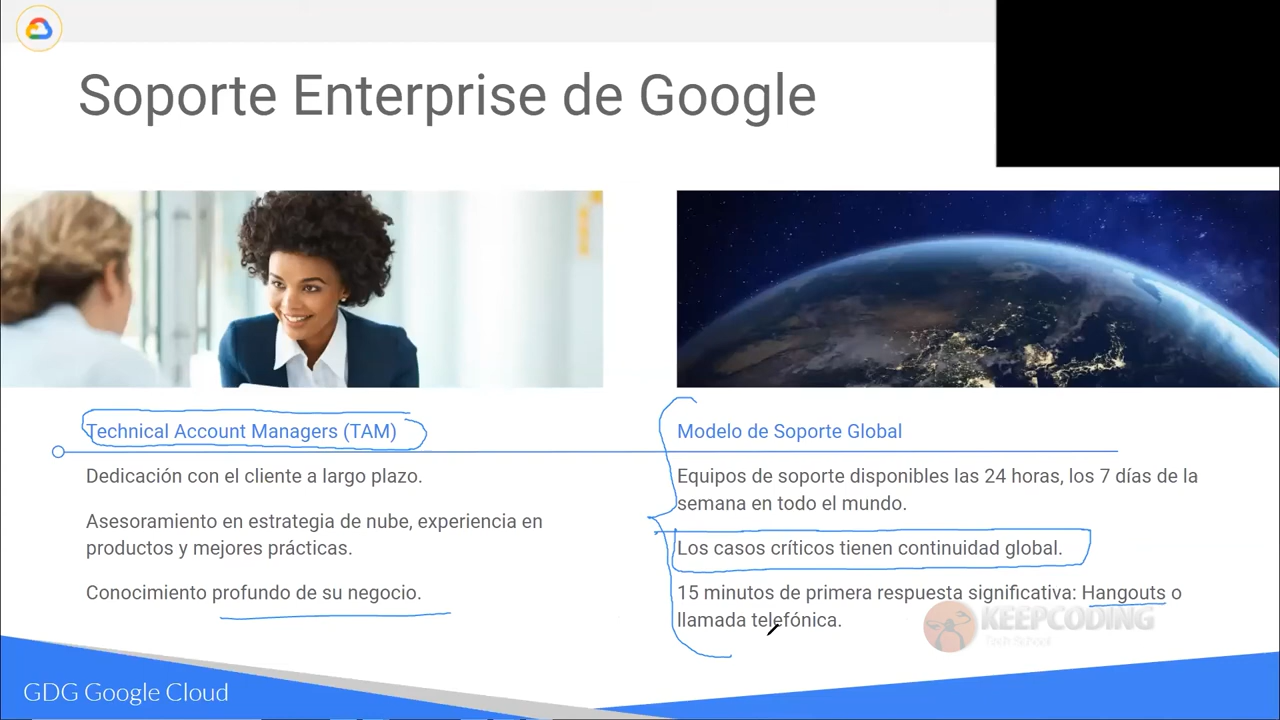 Soporte Enterprise de Google
Technical Account Managers (TAM)
Dedicación con el cliente a largo plazo.
Asesoramiento en estrategia de nube, experiencia en
productos y mejores prácticas.
Conocimiento profundo de su negocio.
Modelo de Soporte Global
Equipos de soporte disponibles las 24 horas, los 7 días de la
semana en todo el mundo.
Los casos críticos tienen continuidad global.
15 minutos de primera respuesta significativa: Hangouts o
llamada telefónica.
KEEPCODING
Tech School
GDG Google Cloud